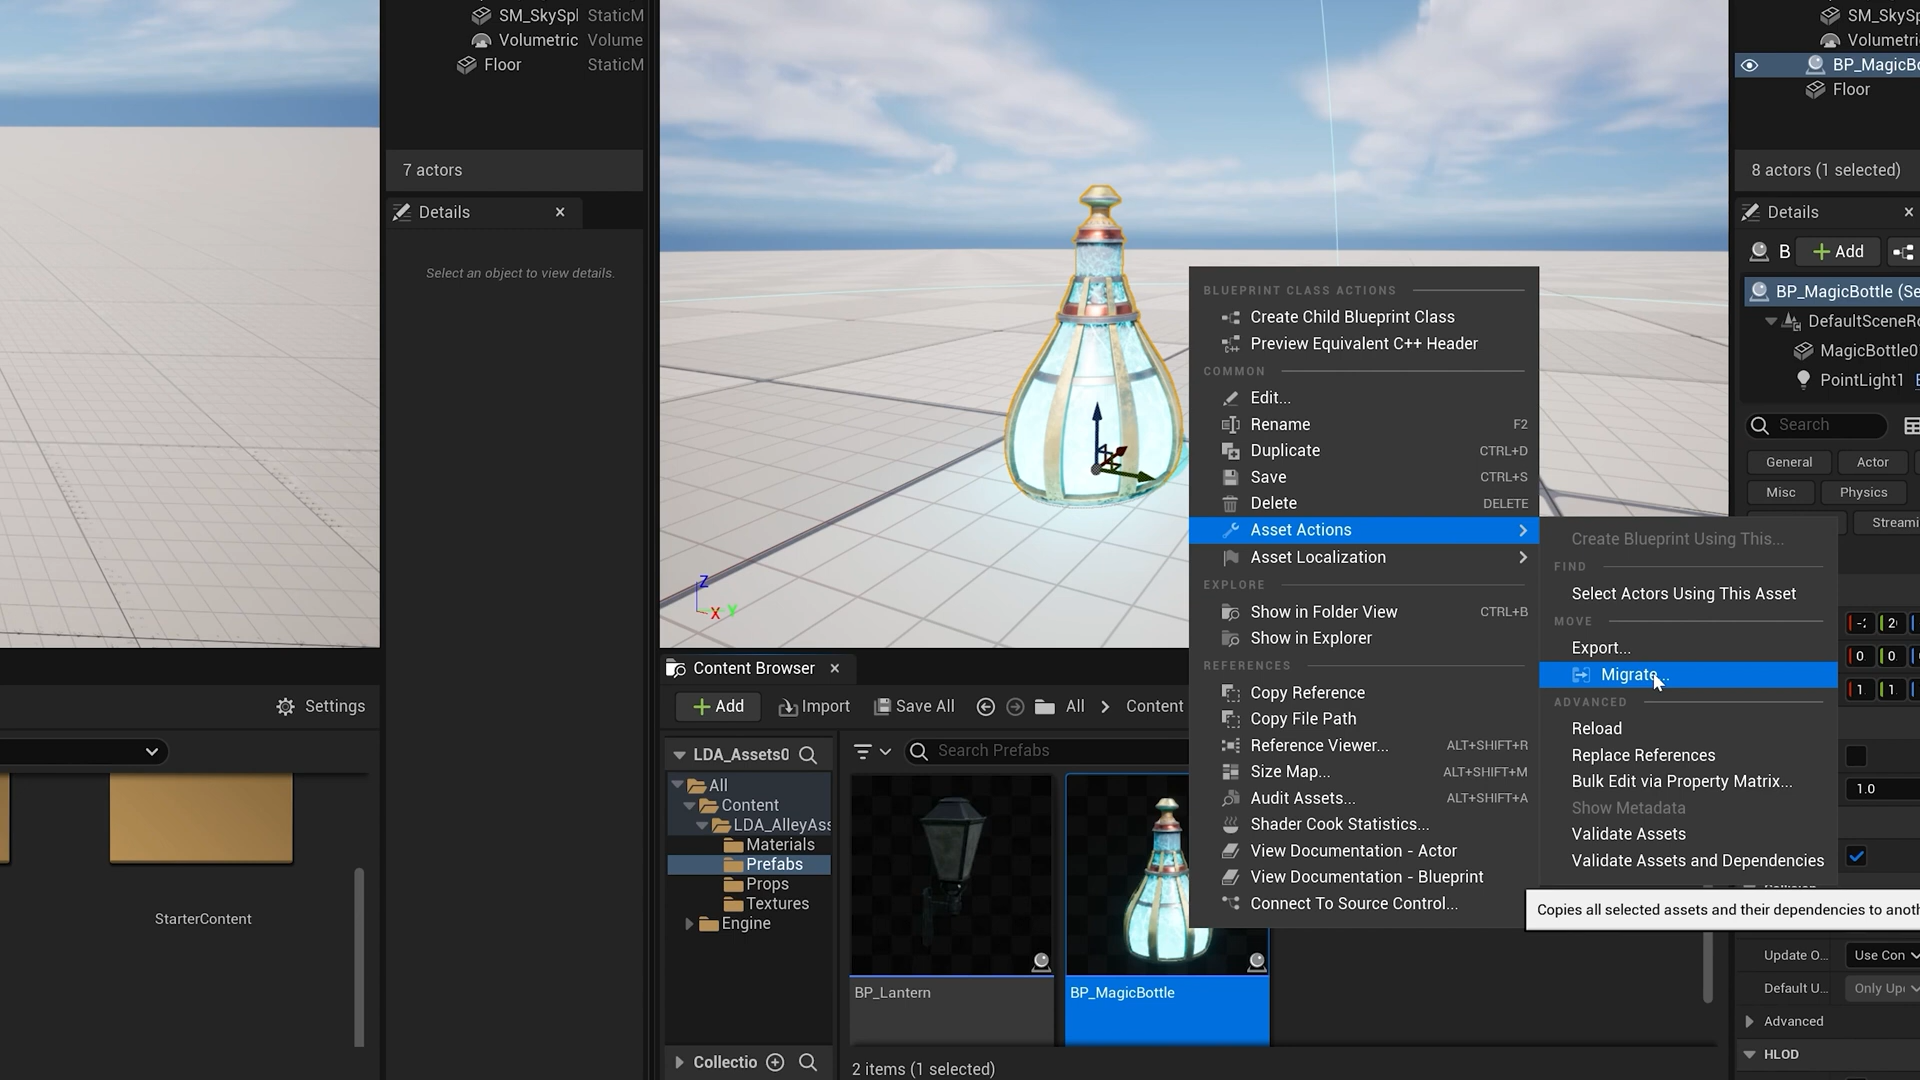 SM_SkySpl StaticM
Volumetric Volume
Floor StaticM
7 actors
Details
Select an object to view details.
Settings
StarterContent
Z
X Y
BLUEPRINT CLASS ACTIONS
Create Child Blueprint Class
Preview Equivalent C++ Header
COMMON
Edit...
Rename F2
Duplicate CTRL+D
Save CTRL+S
Delete DELETE
Asset Actions
Asset Localization
EXPLORE
Show in Folder View CTRL+B
Show in Explorer
REFERENCES
Copy Reference
Copy File Path
Reference Viewer... ALT+SHIFT+R
Size Map... ALT+SHIFT+M
Audit Assets... ALT+SHIFT+A
Shader Cook Statistics...
View Documentation - Actor
View Documentation - Blueprint
Connect To Source Control...
Create Blueprint Using This...
FIND
Select Actors Using This Asset
MOVE
Export...
Migrate...
ADVANCED
Reload
Replace References
Bulk Edit via Property Matrix...
Show Metadata
Validate Assets
Validate Assets and Dependencies
Copies all selected assets and their dependencies to anoth
Content Browser
Add Import Save All All Content
LDA_Assets0
Search Prefabs
All
Content
LDA_AlleyAss
Materials
Prefabs
Props
Textures
Engine
Collectio
BP_Lantern
BP_MagicBottle
2 items (1 selected)
SM_SkySp
Volumetri
BP_MagicBo
Floor
8 actors (1 selected)
Details
B Add
BP_MagicBottle (Se
DefaultSceneRo
MagicBottle0
PointLight1
Search
General Actor
Misc Physics
Streami
0. 0.
1. 1.
1.0
Update O... Use Con
Default U... Only Up
Advanced
HLOD